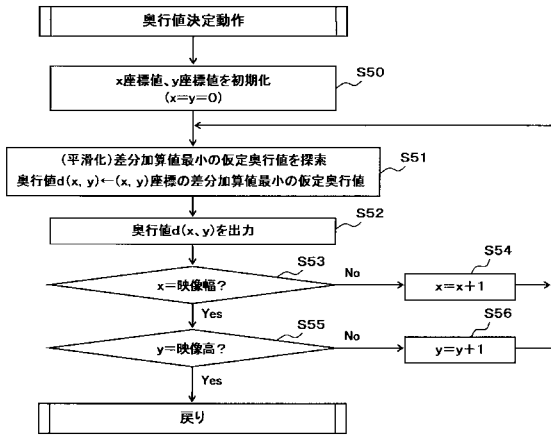 奥行値決定動作
x座標値、y座標値を初期化
(x=y=0)
S50
(平滑化)差分加算値最小の仮定奥行値を探索
奥行値d(x, y)←(x, y)座標の差分加算値最小の仮定奥行値
S51
奥行値d(x、y)を出力
S52
x=映像幅?
S53
No
x=x+1
S54
Yes
y=映像高?
S55
No
y=y+1
S56
Yes
戻り